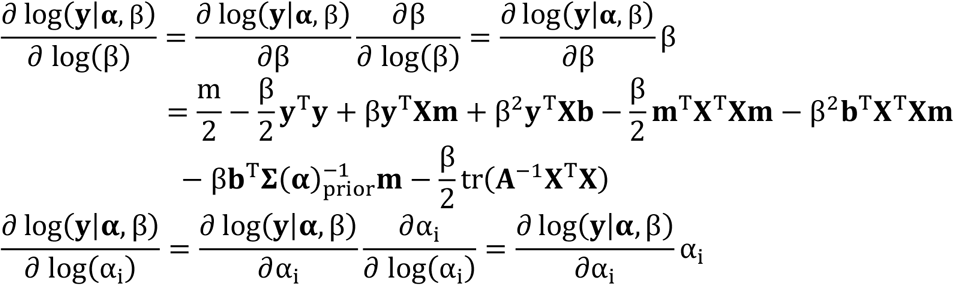 ∂ log(𝐲|𝛂, β) / ∂ log(β) = ∂ log(𝐲|𝛂, β) / ∂β ∂β / ∂ log(β) = ∂ log(𝐲|𝛂, β) / ∂β β
= m/2 − β/2 𝐲ᵀ𝐲 + β𝐲ᵀ𝐗𝐦 + β²𝐲ᵀ𝐗𝐛 − β/2 𝐦ᵀ𝐗ᵀ𝐗𝐦 − β²𝐛ᵀ𝐗ᵀ𝐗𝐦
− β𝐛ᵀ𝚺(𝛂)⁻¹_prior 𝐦 − β/2 tr(𝐀⁻¹𝐗ᵀ𝐗)
∂ log(𝐲|𝛂, β) / ∂ log(αᵢ) = ∂ log(𝐲|𝛂, β) / ∂αᵢ ∂αᵢ / ∂ log(αᵢ) = ∂ log(𝐲|𝛂, β) / ∂αᵢ αᵢ